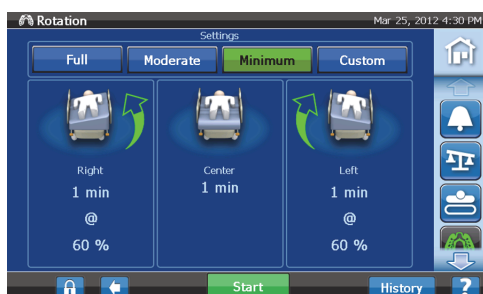 Rotation Mar 25, 2012 4:30 PM
Settings
Full Moderate Minimum Custom
Right Center Left
1 min 1 min 1 min
@ @
60 % 60 %
Start History ?